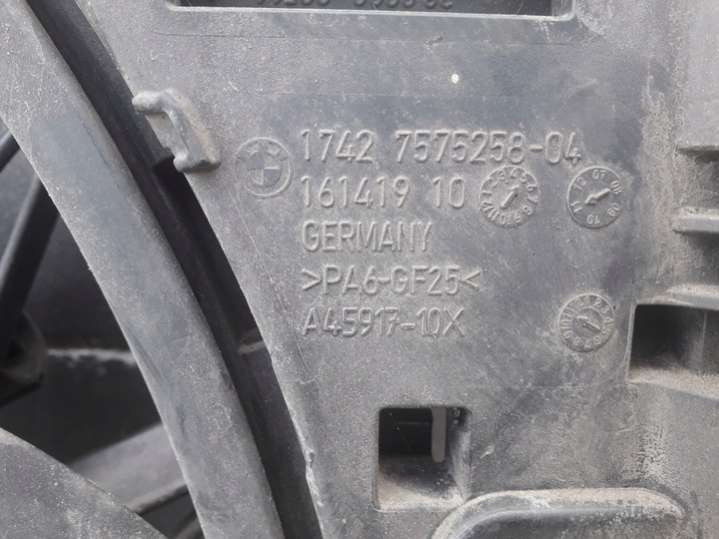 1742 7575258-04
161419 10
GERMANY
>PA6-GF25<
A45917-10X